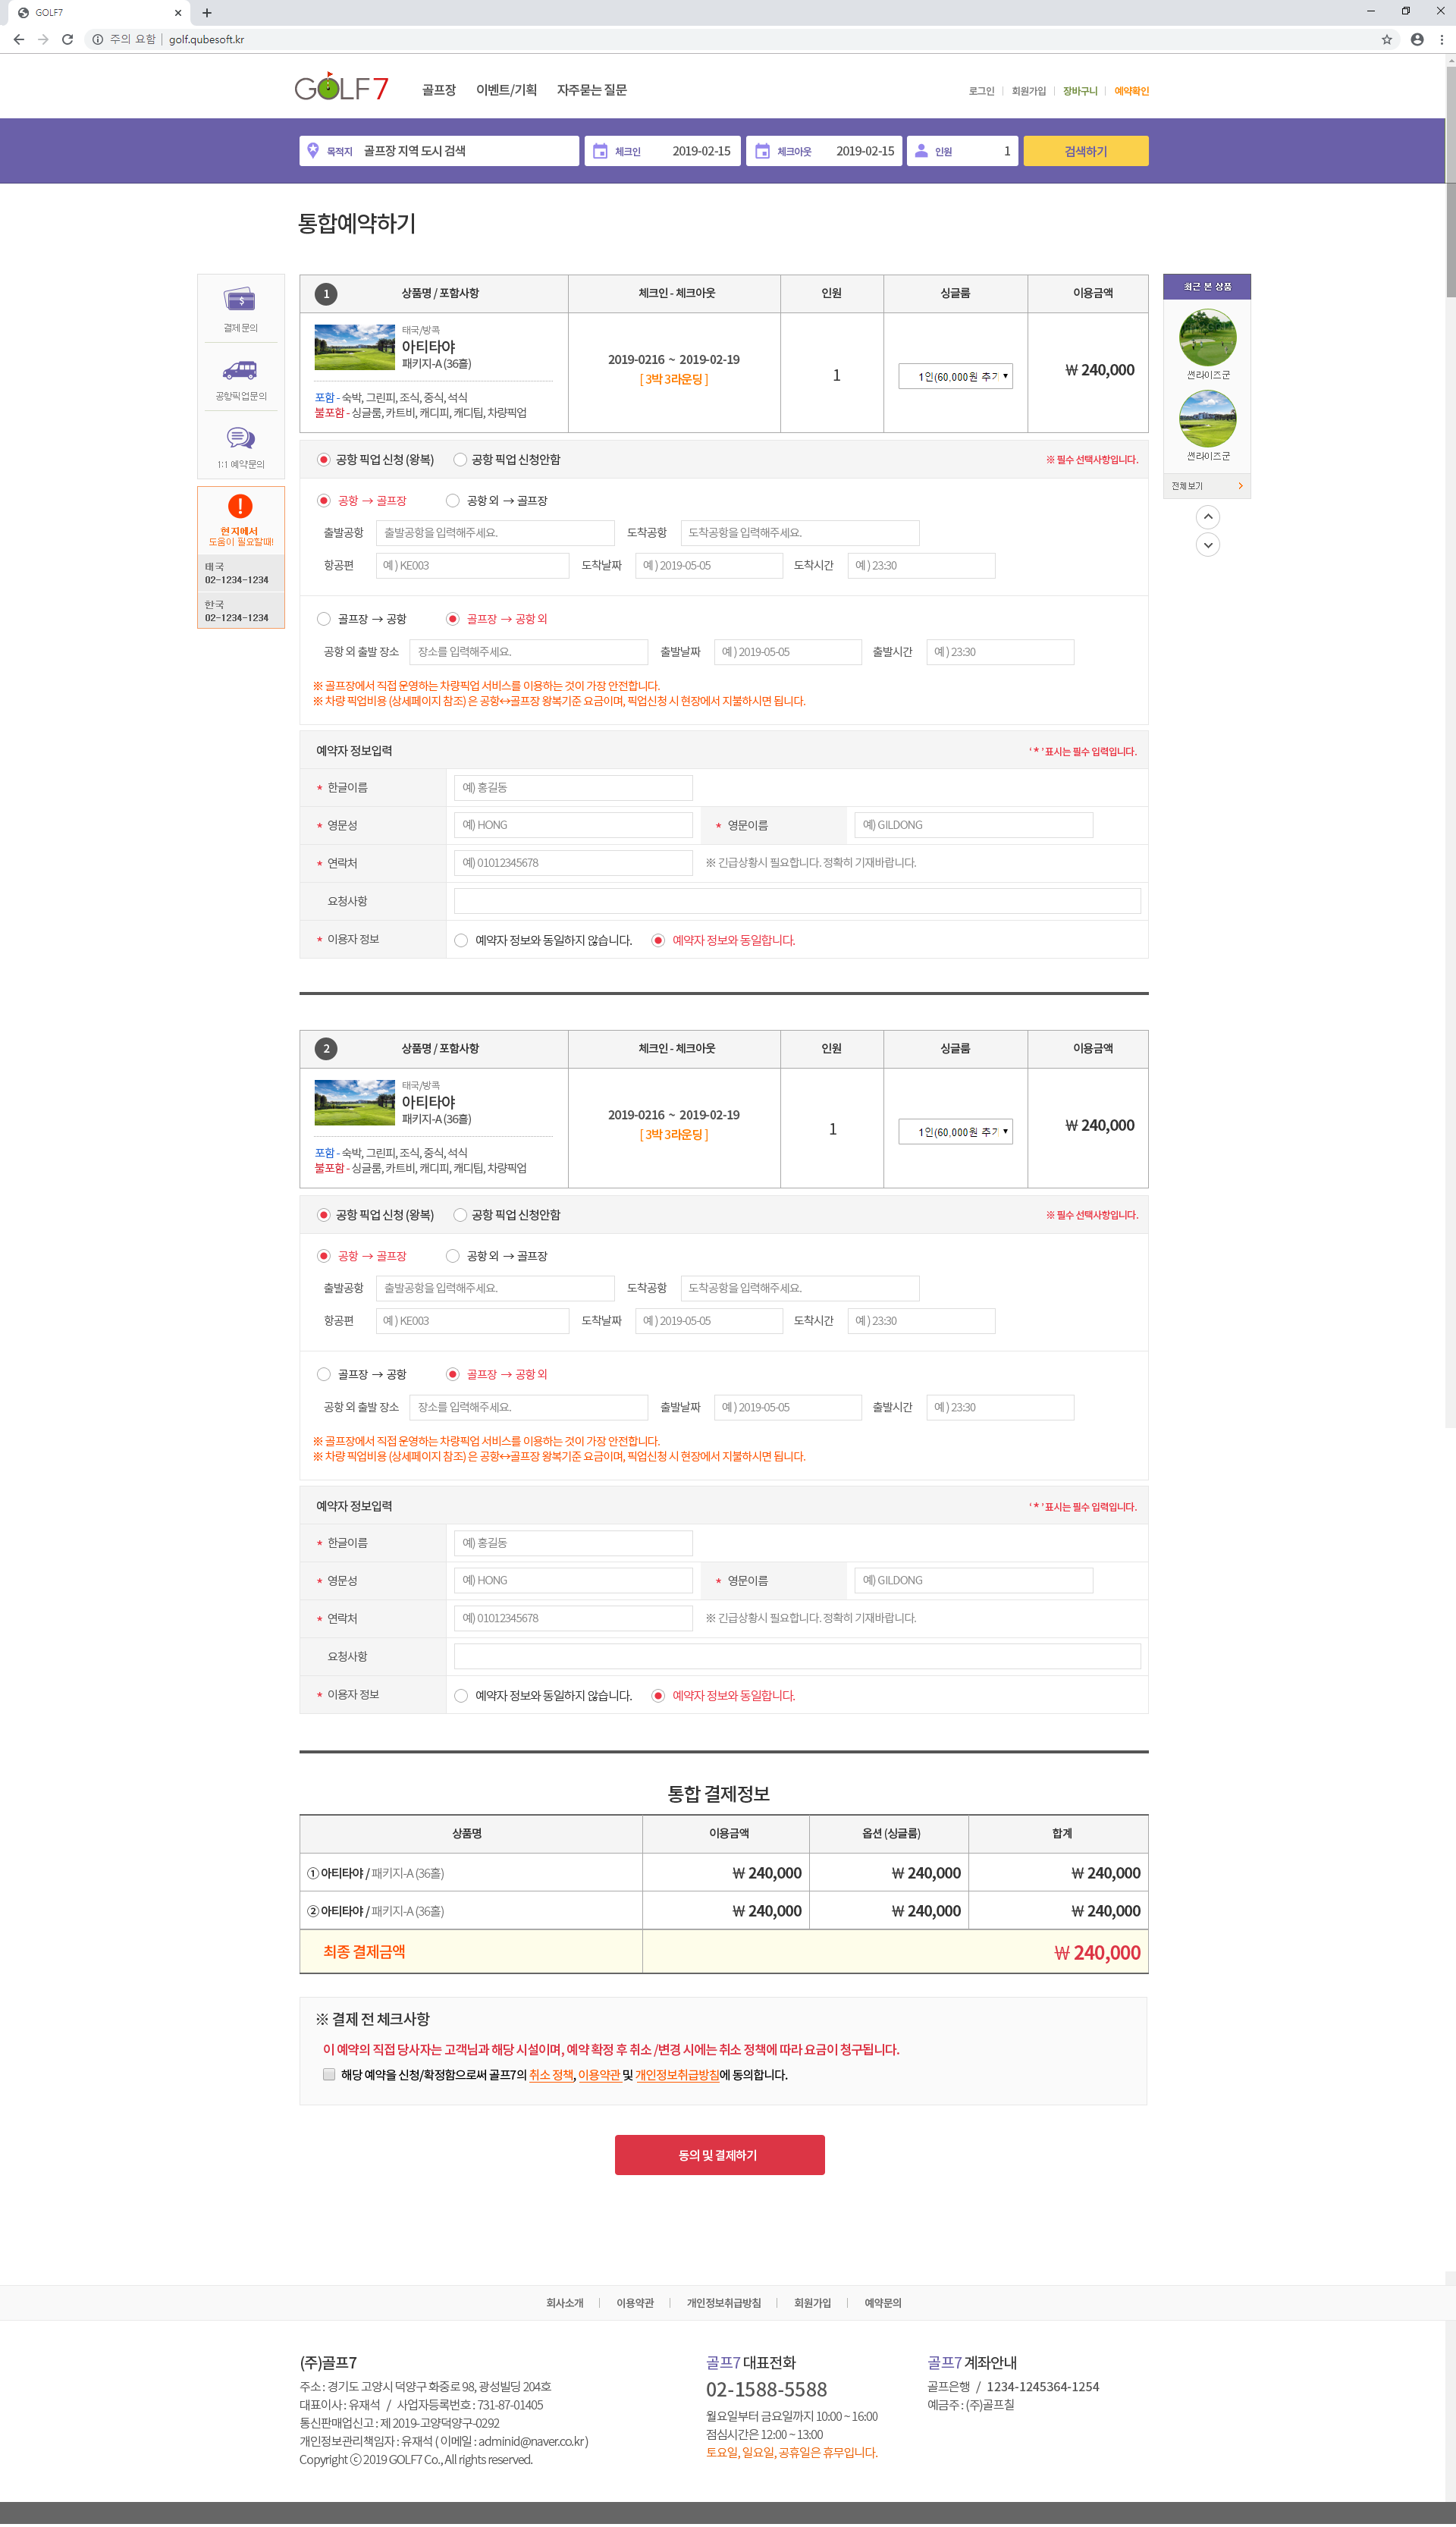 GOLF7
주의 요함 | golf.qubesoft.kr
GOLF 7
골프장 이벤트/기획 자주묻는 질문
로그인 회원가입 장바구니 예약확인
목적지 골프장 지역 도시 검색 체크인 2019-02-15 체크아웃 2019-02-15 인원 1 검색하기
통합예약하기
결제문의
공항픽업문의
1:1 예약문의
현지에서
도움이 필요할때!
태국
02-1234-1234
한국
02-1234-1234
최근 본 상품
썬라이즈군
썬라이즈군
전체보기
1 상품명 / 포함사항 체크인 - 체크아웃 인원 싱글룸 이용금액
태국/방콕
아티타야
패키지-A (36홀)
포함 - 숙박, 그린피, 조식, 중식, 석식
불포함 - 싱글룸, 카트비, 캐디피, 캐디팁, 차량픽업
2019-0216 ~ 2019-02-19
[ 3박 3라운딩 ]
1
1인(60,000원 추가
₩ 240,000
공항 픽업 신청 (왕복) 공항 픽업 신청안함 ※ 필수 선택사항입니다.
공항 → 골프장 공항 외 → 골프장
출발공항 출발공항을 입력해주세요. 도착공항 도착공항을 입력해주세요.
항공편 예 ) KE003 도착날짜 예 ) 2019-05-05 도착시간 예 ) 23:30
골프장 → 공항 골프장 → 공항 외
공항 외 출발 장소 장소를 입력해주세요. 출발날짜 예 ) 2019-05-05 출발시간 예 ) 23:30
※ 골프장에서 직접 운영하는 차량픽업 서비스를 이용하는 것이 가장 안전합니다.
※ 차량 픽업비용 (상세페이지 참조) 은 공항↔골프장 왕복기준 요금이며, 픽업신청 시 현장에서 지불하시면 됩니다.
예약자 정보입력 ‘ * ’ 표시는 필수 입력입니다.
* 한글이름 예) 홍길동
* 영문성 예) HONG * 영문이름 예) GILDONG
* 연락처 예) 01012345678 ※ 긴급상황시 필요합니다. 정확히 기재바랍니다.
요청사항
* 이용자 정보 예약자 정보와 동일하지 않습니다. 예약자 정보와 동일합니다.
2 상품명 / 포함사항 체크인 - 체크아웃 인원 싱글룸 이용금액
태국/방콕
아티타야
패키지-A (36홀)
포함 - 숙박, 그린피, 조식, 중식, 석식
불포함 - 싱글룸, 카트비, 캐디피, 캐디팁, 차량픽업
2019-0216 ~ 2019-02-19
[ 3박 3라운딩 ]
1
1인(60,000원 추가
₩ 240,000
공항 픽업 신청 (왕복) 공항 픽업 신청안함 ※ 필수 선택사항입니다.
공항 → 골프장 공항 외 → 골프장
출발공항 출발공항을 입력해주세요. 도착공항 도착공항을 입력해주세요.
항공편 예 ) KE003 도착날짜 예 ) 2019-05-05 도착시간 예 ) 23:30
골프장 → 공항 골프장 → 공항 외
공항 외 출발 장소 장소를 입력해주세요. 출발날짜 예 ) 2019-05-05 출발시간 예 ) 23:30
※ 골프장에서 직접 운영하는 차량픽업 서비스를 이용하는 것이 가장 안전합니다.
※ 차량 픽업비용 (상세페이지 참조) 은 공항↔골프장 왕복기준 요금이며, 픽업신청 시 현장에서 지불하시면 됩니다.
예약자 정보입력 ‘ * ’ 표시는 필수 입력입니다.
* 한글이름 예) 홍길동
* 영문성 예) HONG * 영문이름 예) GILDONG
* 연락처 예) 01012345678 ※ 긴급상황시 필요합니다. 정확히 기재바랍니다.
요청사항
* 이용자 정보 예약자 정보와 동일하지 않습니다. 예약자 정보와 동일합니다.
통합 결제정보
상품명 이용금액 옵션 (싱글룸) 합계
① 아티타야 / 패키지-A (36홀) ₩ 240,000 ₩ 240,000 ₩ 240,000
② 아티타야 / 패키지-A (36홀) ₩ 240,000 ₩ 240,000 ₩ 240,000
최종 결제금액 ₩ 240,000
※ 결제 전 체크사항
이 예약의 직접 당사자는 고객님과 해당 시설이며, 예약 확정 후 취소 /변경 시에는 취소 정책에 따라 요금이 청구됩니다.
해당 예약을 신청/확정함으로써 골프7의 취소 정책, 이용약관 및 개인정보취급방침에 동의합니다.
동의 및 결제하기
회사소개 | 이용약관 | 개인정보취급방침 | 회원가입 | 예약문의
(주)골프7
주소 : 경기도 고양시 덕양구 화중로 98, 광성빌딩 204호
대표이사 : 유재석 / 사업자등록번호 : 731-87-01405
통신판매업신고 : 제 2019-고양덕양구-0292
개인정보관리책임자 : 유재석 ( 이메일 : adminid@naver.co.kr )
Copyright ⓒ 2019 GOLF7 Co., All rights reserved.
골프7 대표전화
02-1588-5588
월요일부터 금요일까지 10:00 ~ 16:00
점심시간은 12:00 ~ 13:00
토요일, 일요일, 공휴일은 휴무입니다.
골프7 계좌안내
골프은행 / 1234-1245364-1254
예금주 : (주)골프칠